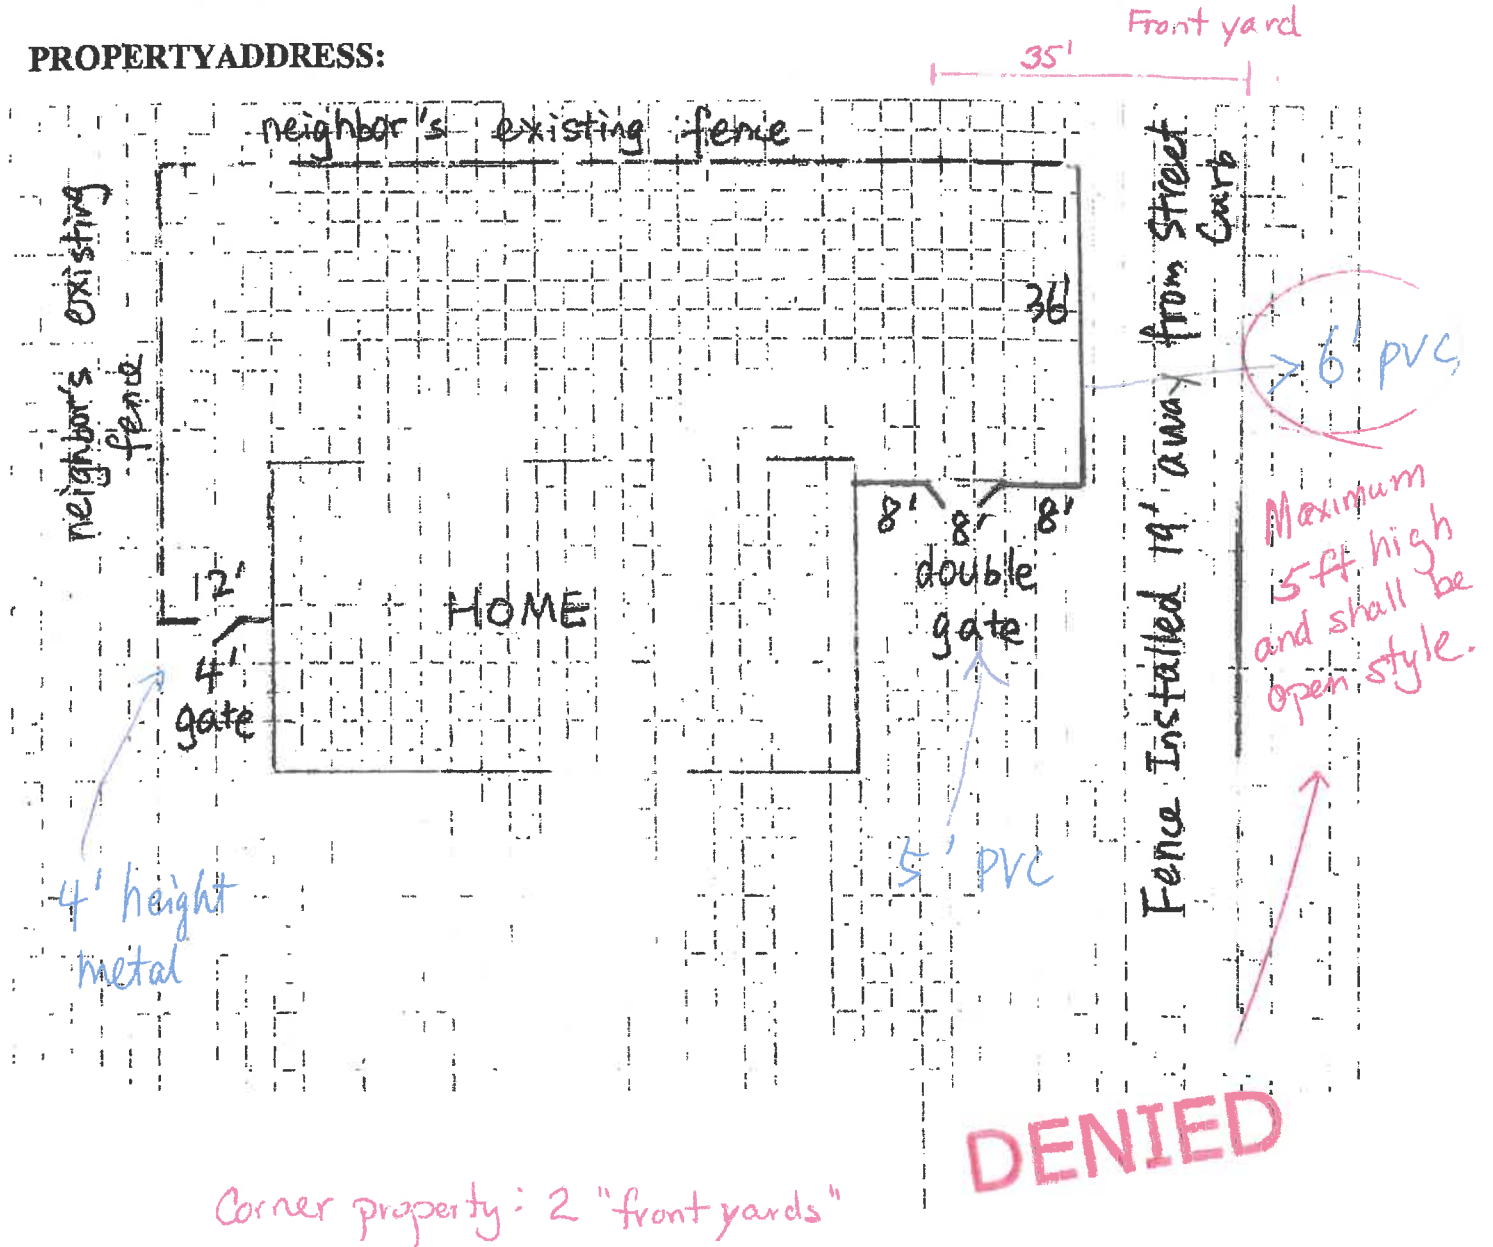 Front yard
35'
PROPERTYADDRESS:
neighbor's existing fence
neighbor's existing
fence
36'
Fence Installed 19' away from street
Curb
6' PVC,
Maximum
5ft high
and shall be
open style.
8' 8' 8'
double
gate
12'
HOME
4'
gate
4' height
metal
5' PVC
DENIED
Corner property: 2 "front yards"